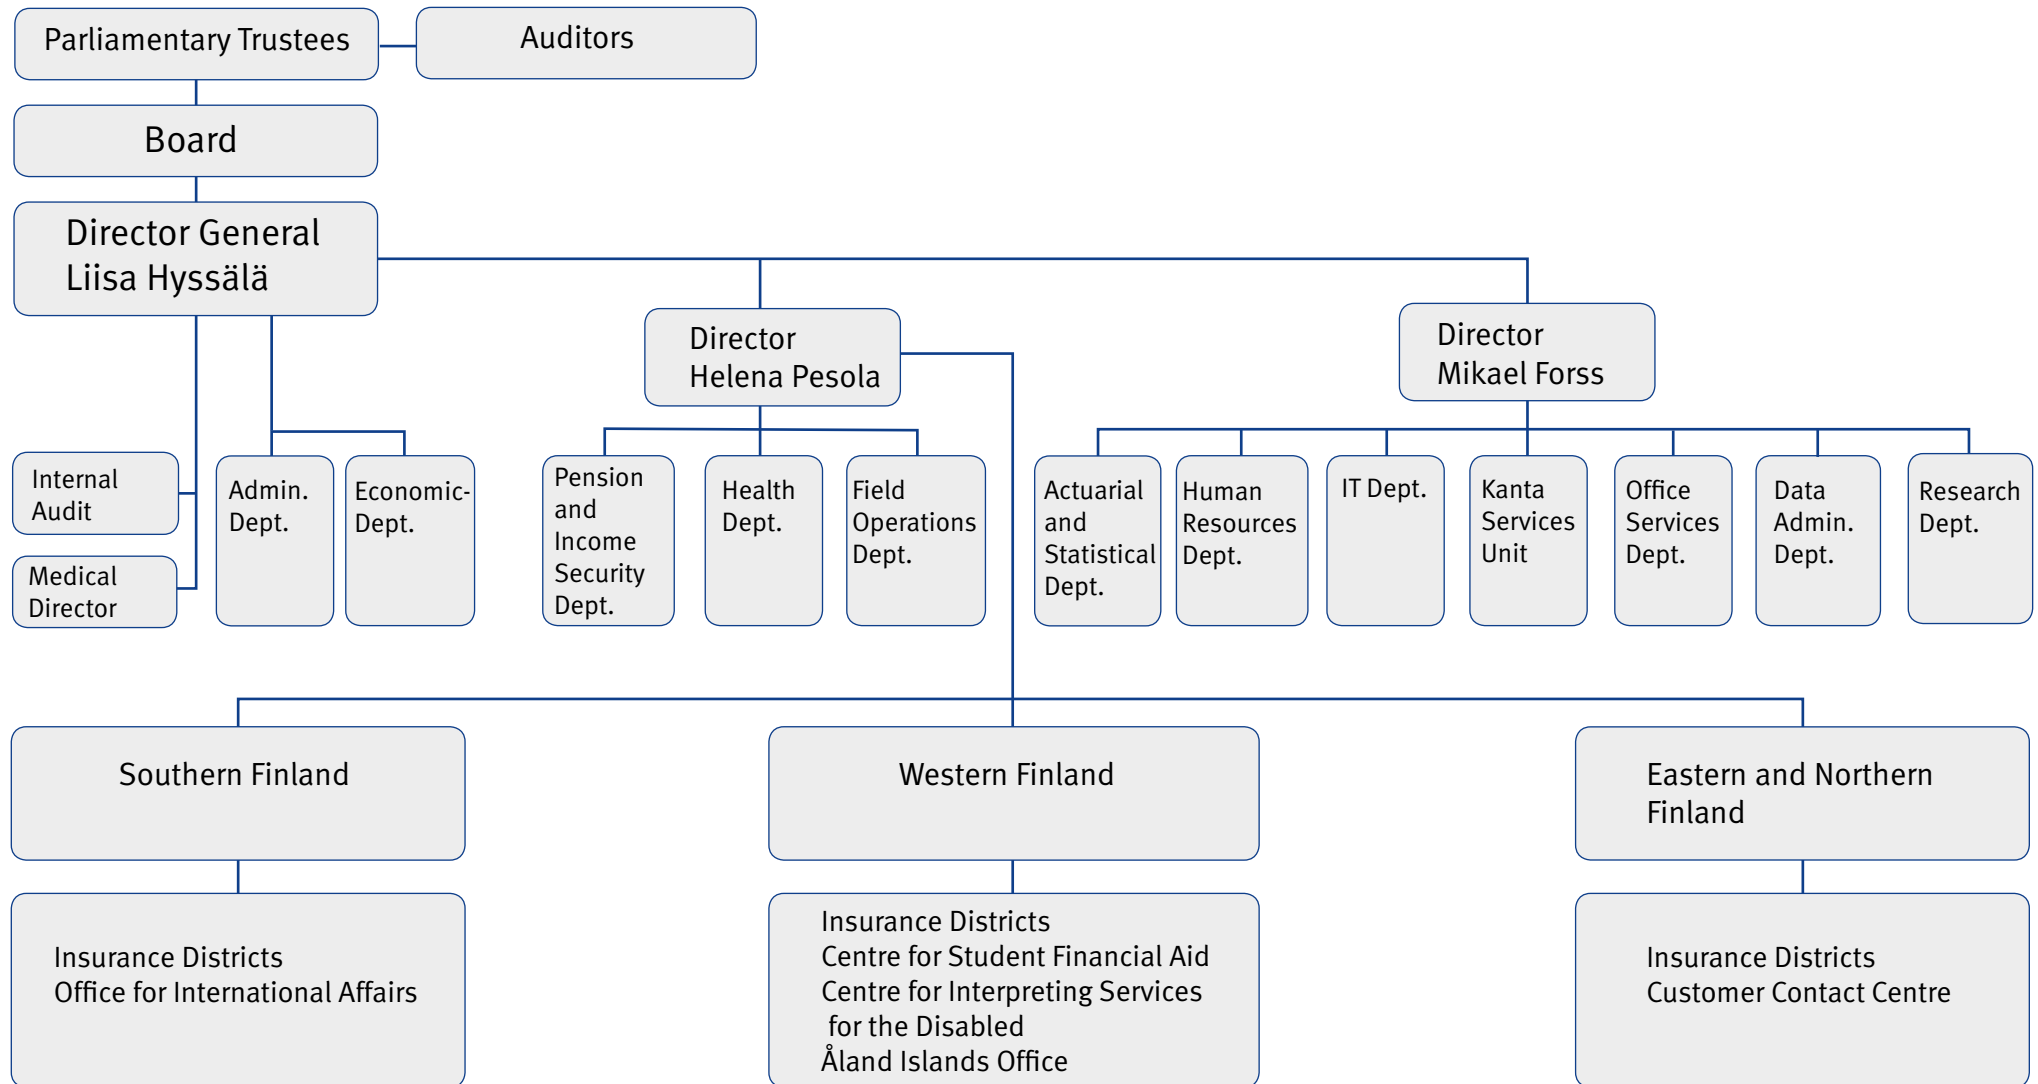 Parliamentary Trustees
Auditors
Board
Director General
Liisa Hyssälä
Director
Helena Pesola
Director
Mikael Forss
Internal
Audit
Medical
Director
Admin.
Dept.
Economic-
Dept.
Pension
and
Income
Security
Dept.
Health
Dept.
Field
Operations
Dept.
Actuarial
and
Statistical
Dept.
Human
Resources
Dept.
IT Dept.
Kanta
Services
Unit
Office
Services
Dept.
Data
Admin.
Dept.
Research
Dept.
Southern Finland
Western Finland
Eastern and Northern
Finland
Insurance Districts
Office for International Affairs
Insurance Districts
Centre for Student Financial Aid
Centre for Interpreting Services
for the Disabled
Åland Islands Office
Insurance Districts
Customer Contact Centre